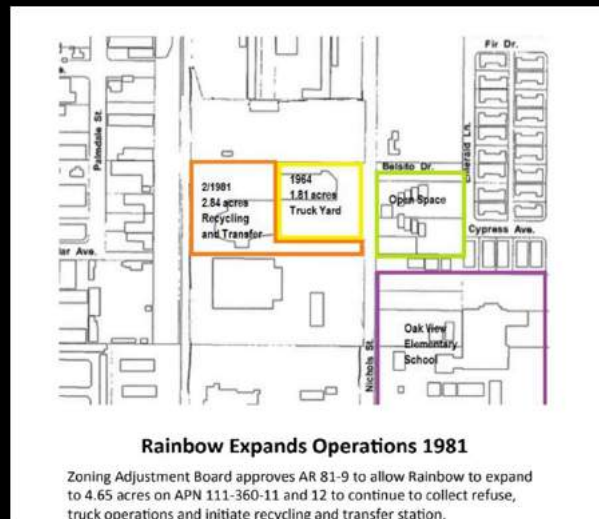 Fir Dr.
Palmdale St.
Emerald Ln.
Belsito Dr.
2/1981
2.84 acres
Recycling
and Transfer
1964
1.81 acres
Truck Yard
Open Space
Cypress Ave.
ar Ave.
Oak View
Elementary
School
Nichols St.
Rainbow Expands Operations 1981
Zoning Adjustment Board approves AR 81-9 to allow Rainbow to expand
to 4.65 acres on APN 111-360-11 and 12 to continue to collect refuse,
truck operations and initiate recycling and transfer station.